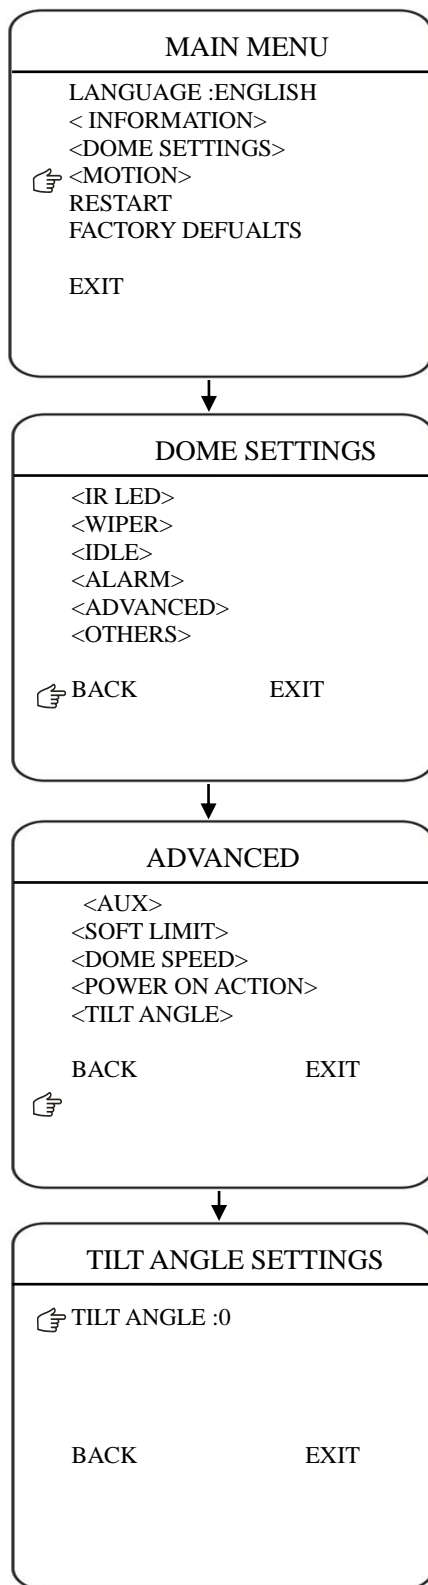 MAIN MENU
LANGUAGE :ENGLISH
< INFORMATION>
<DOME SETTINGS>
<MOTION>
RESTART
FACTORY DEFUALTS
EXIT
DOME SETTINGS
<IR LED>
<WIPER>
<IDLE>
<ALARM>
<ADVANCED>
<OTHERS>
BACK EXIT
ADVANCED
<AUX>
<SOFT LIMIT>
<DOME SPEED>
<POWER ON ACTION>
<TILT ANGLE>
BACK EXIT
TILT ANGLE SETTINGS
TILT ANGLE :0
BACK EXIT